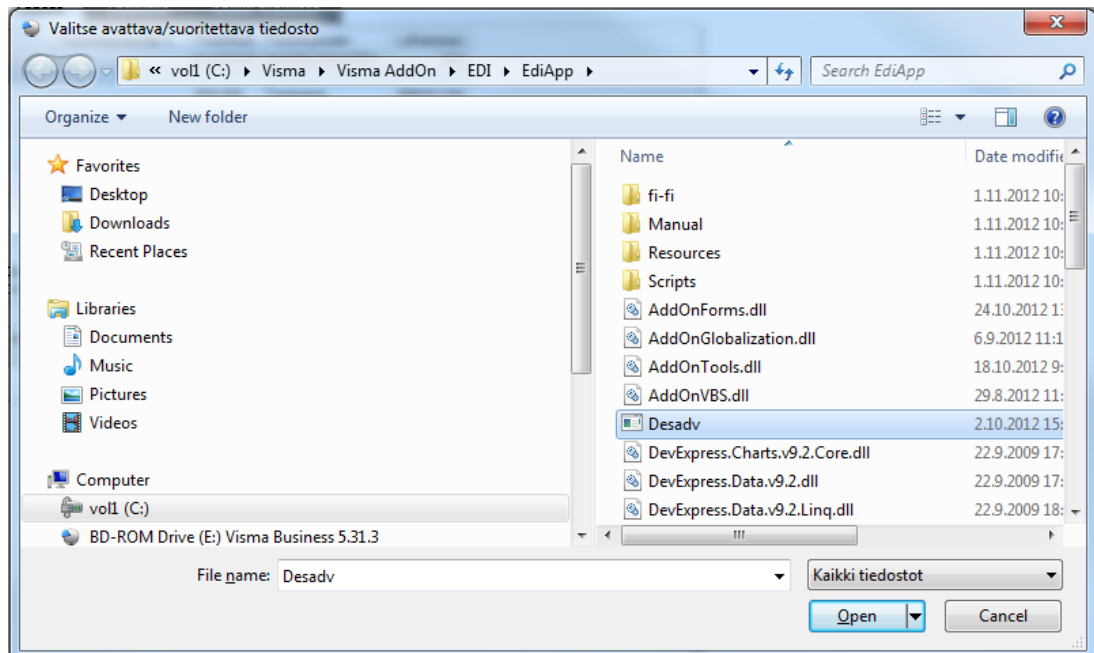 Valitse avattava/suoritettava tiedosto
« vol1 (C:) ▸ Visma ▸ Visma AddOn ▸ EDI ▸ EdiApp ▸
Search EdiApp
Organize
New folder
Favorites
Desktop
Downloads
Recent Places
Libraries
Documents
Music
Pictures
Videos
Computer
vol1 (C:)
BD-ROM Drive (E:) Visma Business 5.31.3
Name Date modifie
fi-fi 1.11.2012 10:
Manual 1.11.2012 10:
Resources 1.11.2012 10:
Scripts 1.11.2012 10:
AddOnForms.dll 24.10.2012 1
AddOnGlobalization.dll 6.9.2012 11:1
AddOnTools.dll 18.10.2012 9:
AddOnVBS.dll 29.8.2012 11:
Desadv 2.10.2012 15:
DevExpress.Charts.v9.2.Core.dll 22.9.2009 17:
DevExpress.Data.v9.2.dll 22.9.2009 17:
DevExpress.Data.v9.2.Linq.dll 22.9.2009 18:
File name: Desadv
Kaikki tiedostot
Open
Cancel